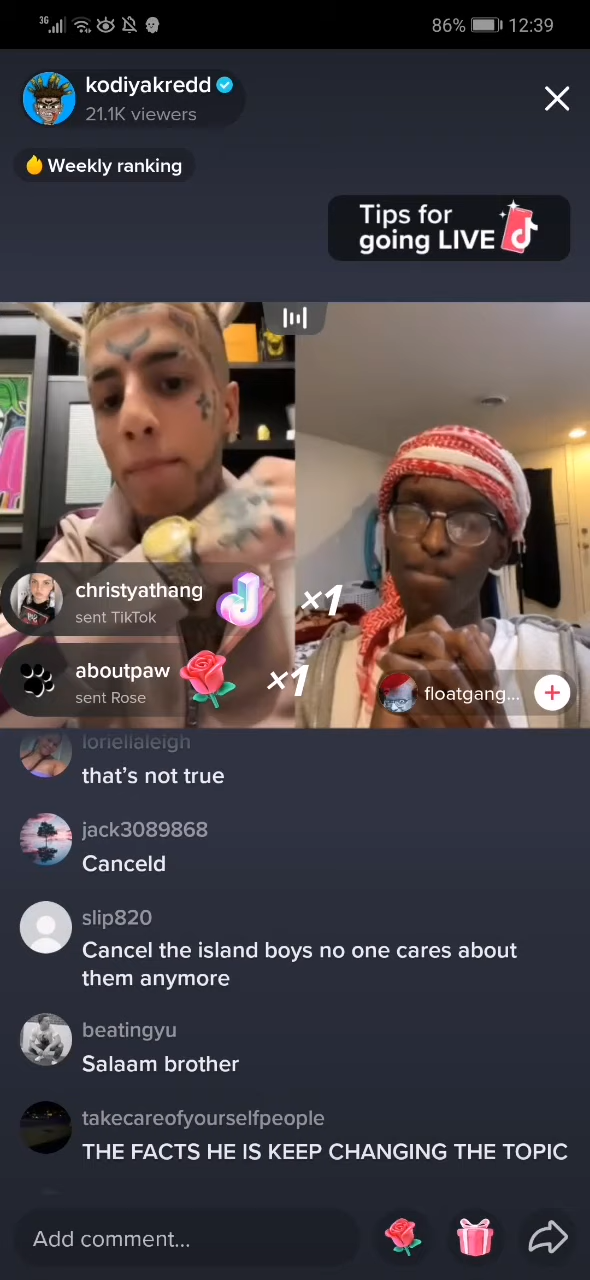 3G
86%
12:39
kodiyakredd
21.1K viewers
Weekly ranking
Tips for
going LIVE
christyathang
sent TikTok
×1
aboutpaw
sent Rose
×1
floatgang...
loriellaleigh
that’s not true
jack3089868
Canceld
slip820
Cancel the island boys no one cares about
them anymore
beatingyu
Salaam brother
takecareofyourselfpeople
THE FACTS HE IS KEEP CHANGING THE TOPIC
Add comment...